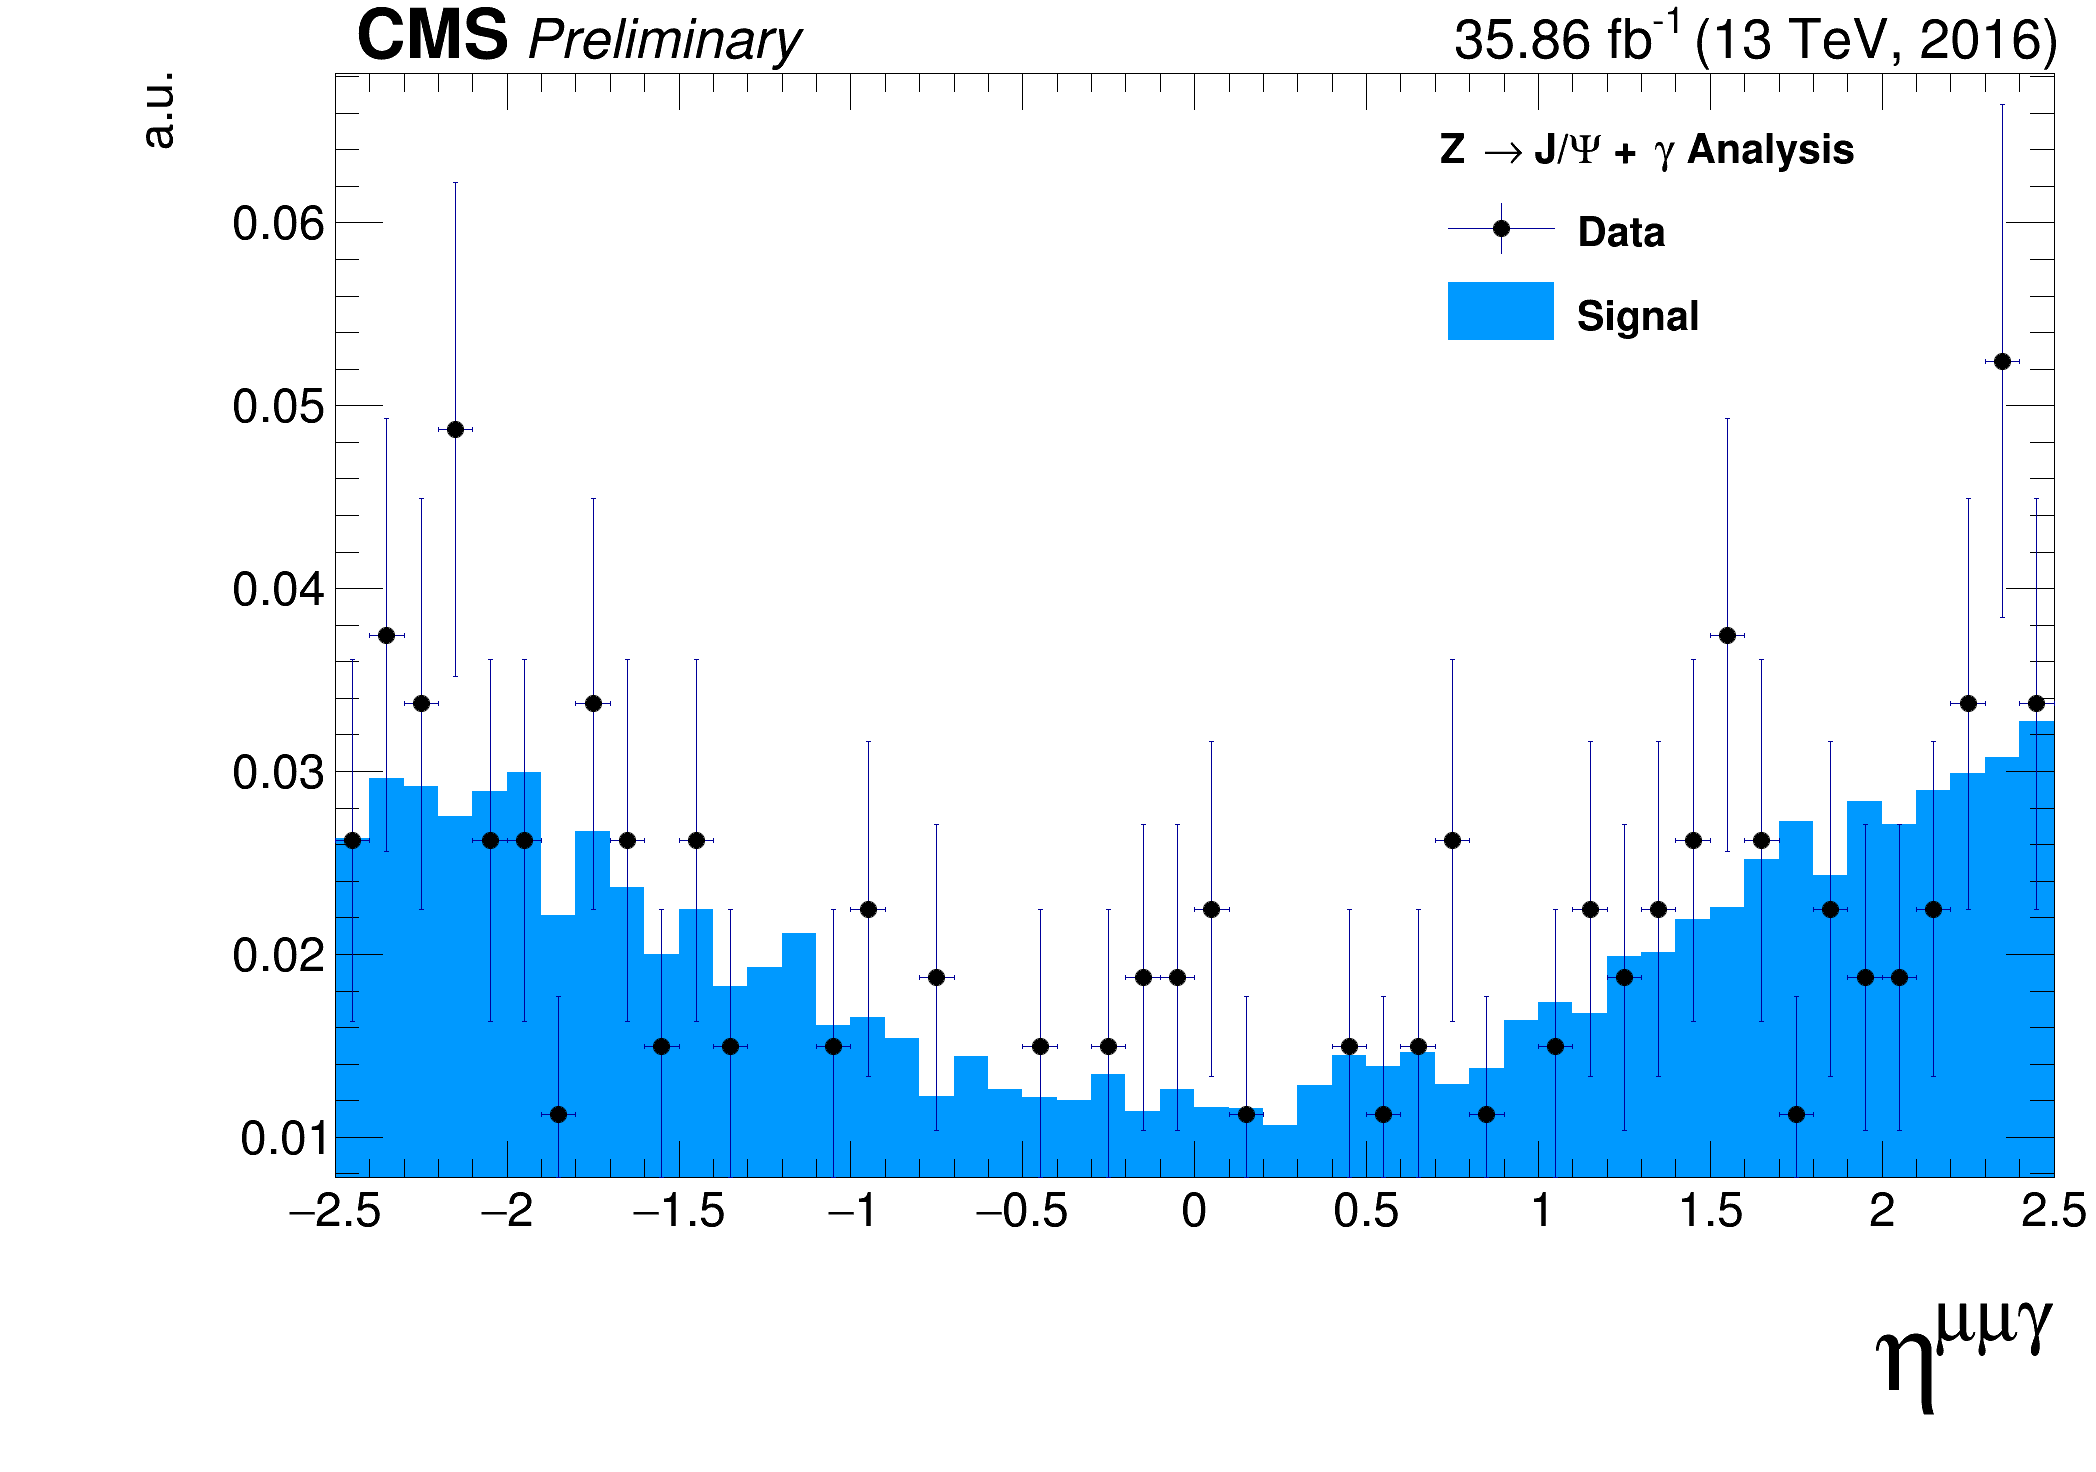 CMS Preliminary
35.86 fb⁻¹ (13 TeV, 2016)
a.u.
Z → J/Ψ + γ Analysis
Data
Signal
0.06
0.05
0.04
0.03
0.02
0.01
−2.5 −2 −1.5 −1 −0.5 0 0.5 1 1.5 2 2.5
η^μμγ